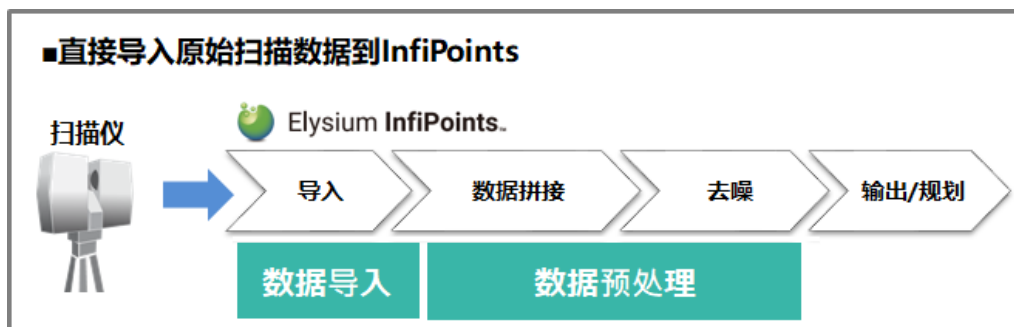 ■直接导入原始扫描数据到InfiPoints
扫描仪
Elysium InfiPoints™
导入
数据拼接
去噪
输出/规划
数据导入
数据预处理